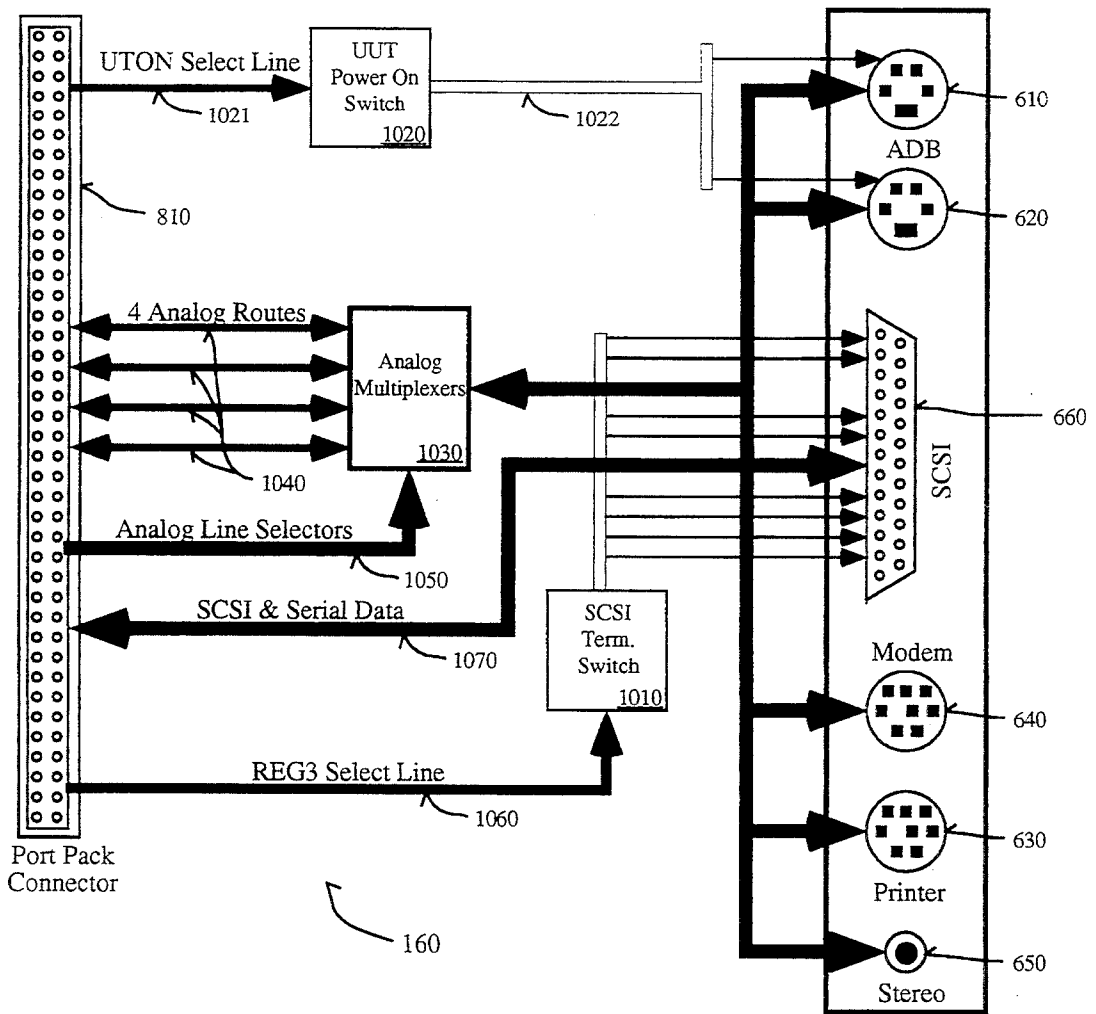 UTON Select Line
1021
UUT
Power On
Switch
1020
1022
610
ADB
620
810
4 Analog Routes
1040
Analog
Multiplexers
1030
660
SCSI
Analog Line Selectors
1050
SCSI & Serial Data
1070
SCSI
Term.
Switch
1010
Modem
640
REG3 Select Line
1060
630
Printer
Port Pack
Connector
160
650
Stereo